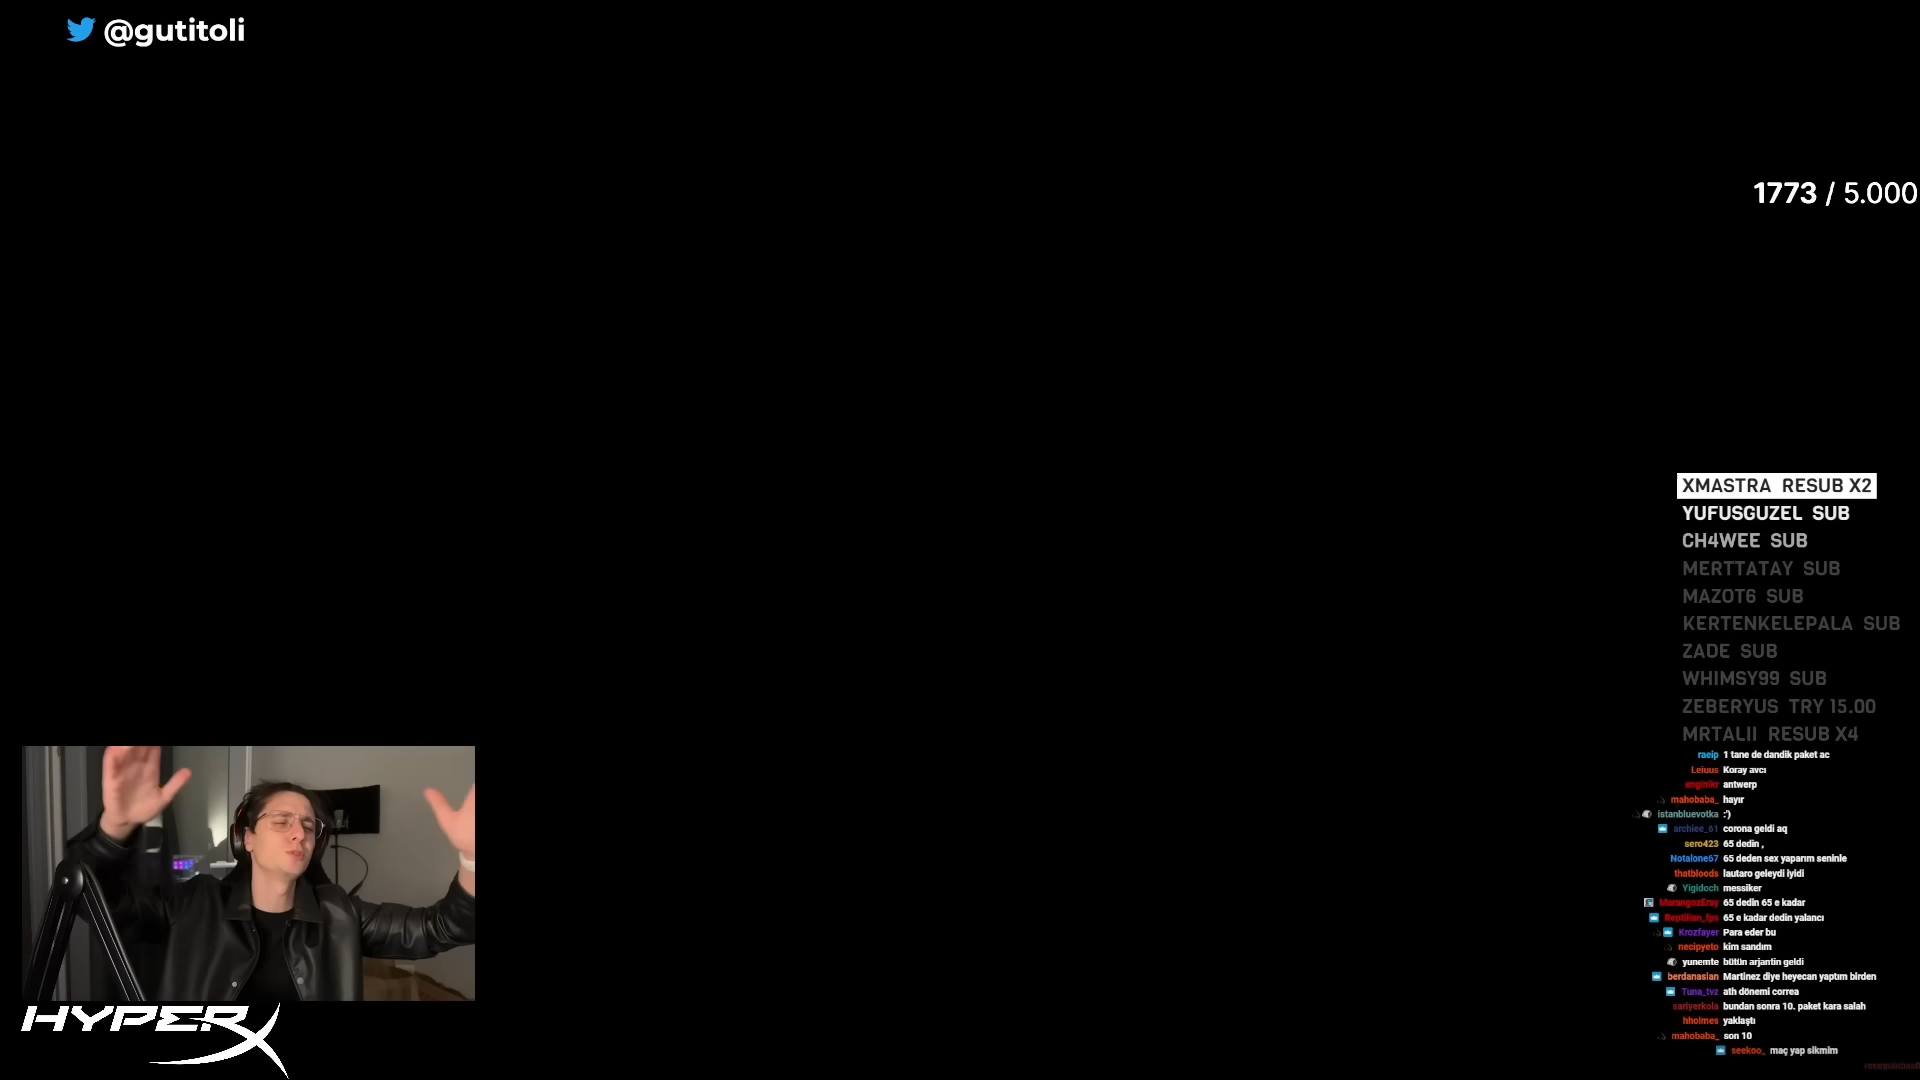 @gutitoli
1773 / 5.000
XMASTRA RESUB X2
YUFUSGUZEL SUB
CH4WEE SUB
MERTTATAY SUB
MAZOT6 SUB
KERTENKELEPALA SUB
ZADE SUB
WHIMSY99 SUB
ZEBERYUS TRY 15.00
MRTALII RESUB X4
raeip 1 tane de dandik paket ac
Leiuus Koray avcı
enginikr antwerp
mahobaba_ hayır
istanbluevotka :')
archiee_61 corona geldi aq
sero423 65 dedin ,
Notalone67 65 deden sex yaparım seninle
thatbloods lautaro geleydi iyidi
Yigidoch messiker
MarangozEray 65 dedin 65 e kadar
Reptilian_fps 65 e kadar dedin yalancı
Krozfayer Para eder bu
necipyeto kim sandım
yunemte bütün arjantin geldi
berdanaslan Martinez diye heyecan yaptım birden
Tuna_tvz ath dönemi correa
sariyerkola bundan sonra 10. paket kara salah
hholmes yaklaştı
mahobaba_ son 10
seekoo_ maç yap sikmim
HYPERX